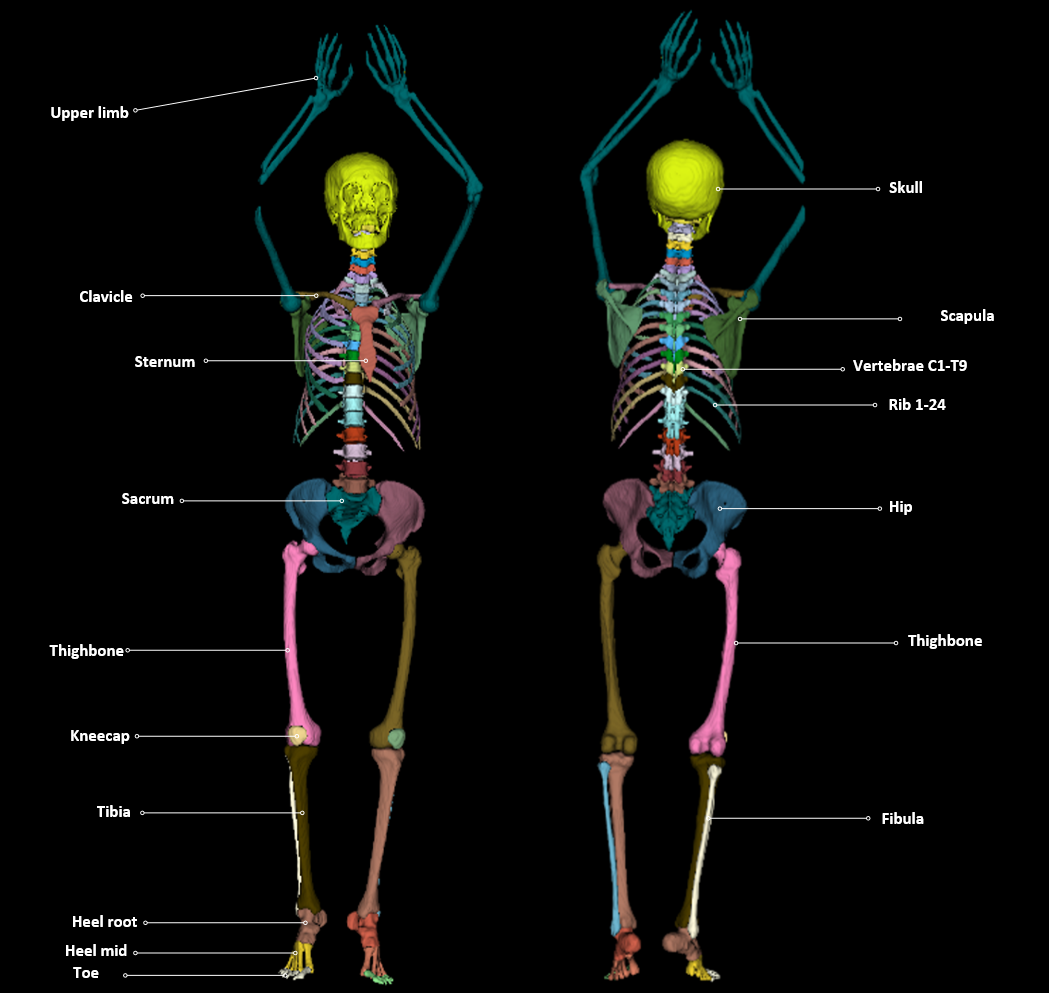 Upper limb
Skull
Clavicle
Scapula
Sternum
Vertebrae C1-T9
Rib 1-24
Sacrum
Hip
Thighbone
Thighbone
Kneecap
Tibia
Fibula
Heel root
Heel mid
Toe